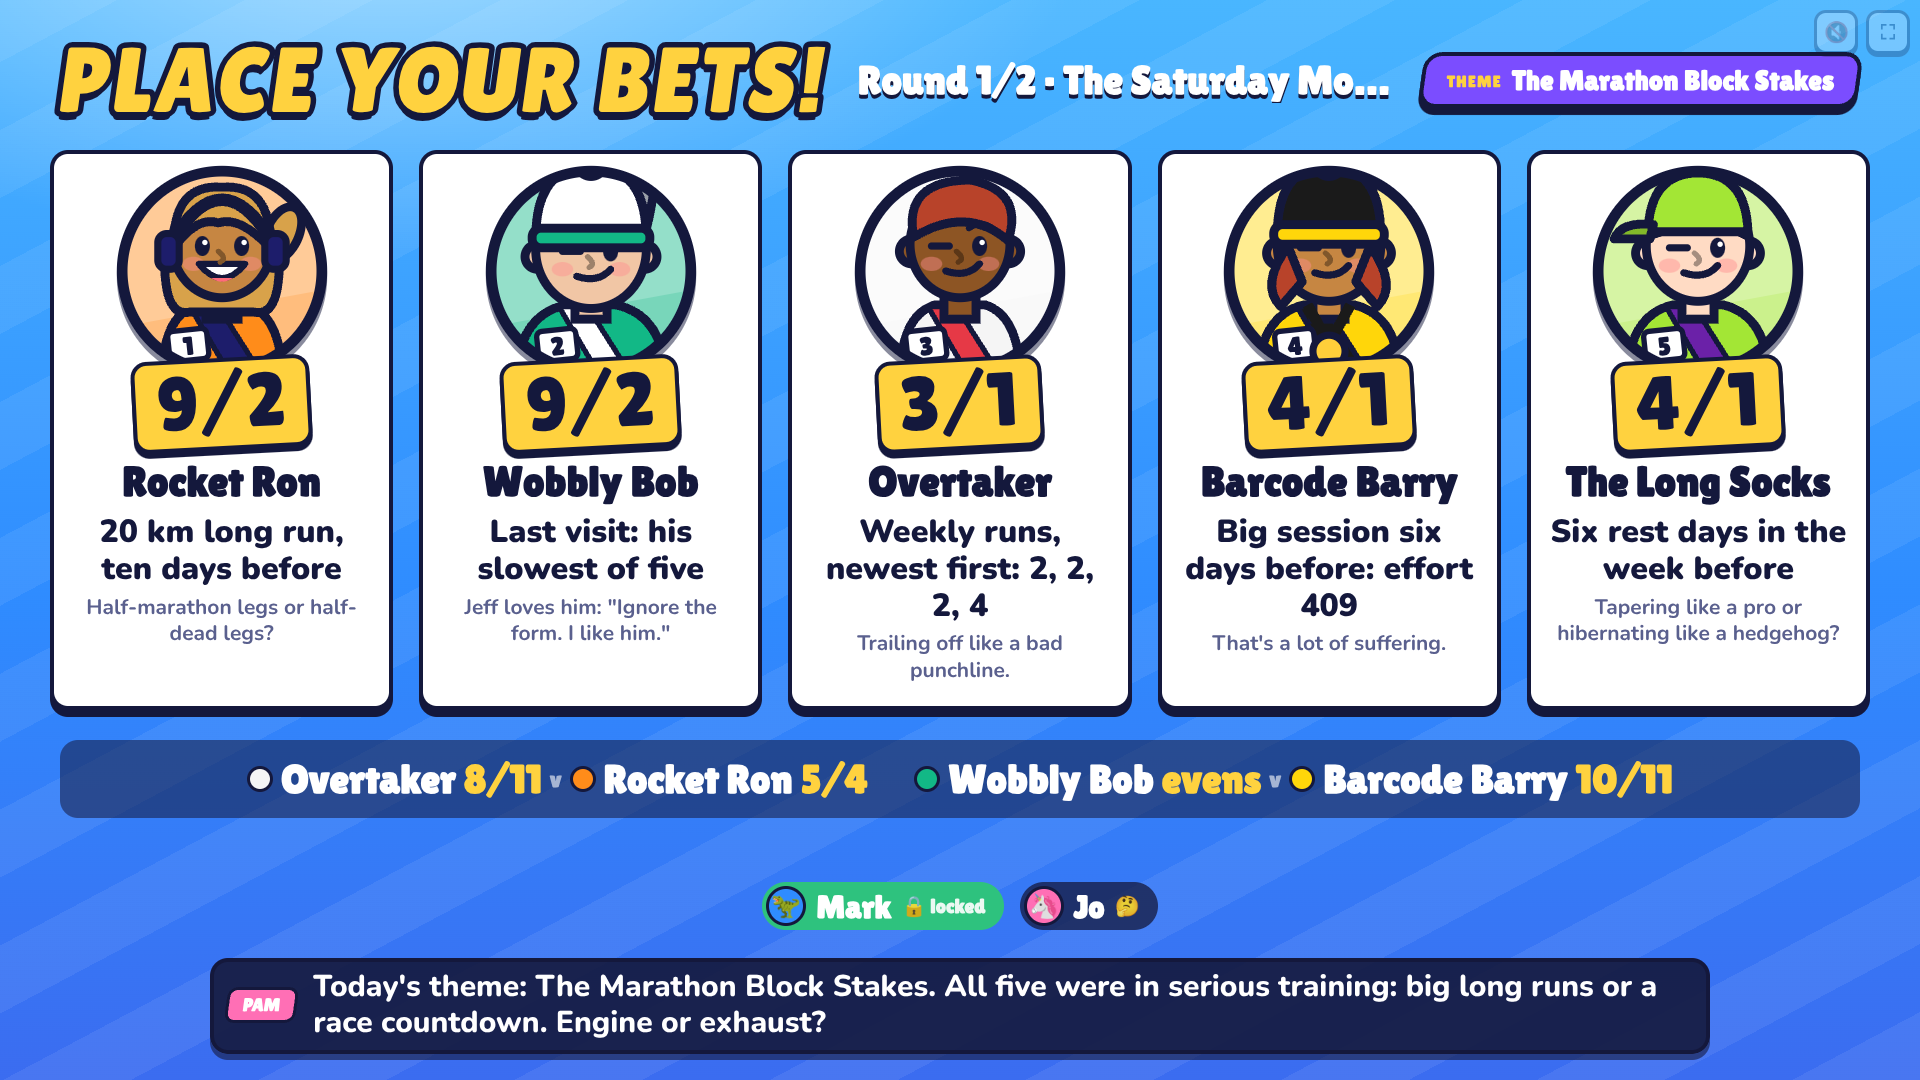 PLACE YOUR BETS!
Round 1/2 · The Saturday Mo...
THEME The Marathon Block Stakes
1
9/2
Rocket Ron
20 km long run,
ten days before
Half-marathon legs or half-
dead legs?
2
9/2
Wobbly Bob
Last visit: his
slowest of five
Jeff loves him: "Ignore the
form. I like him."
3
3/1
Overtaker
Weekly runs,
newest first: 2, 2,
2, 4
Trailing off like a bad
punchline.
4
4/1
Barcode Barry
Big session six
days before: effort
409
That's a lot of suffering.
5
4/1
The Long Socks
Six rest days in the
week before
Tapering like a pro or
hibernating like a hedgehog?
Overtaker 8/11 v Rocket Ron 5/4
Wobbly Bob evens v Barcode Barry 10/11
Mark locked
Jo
PAM
Today's theme: The Marathon Block Stakes. All five were in serious training: big long runs or a
race countdown. Engine or exhaust?